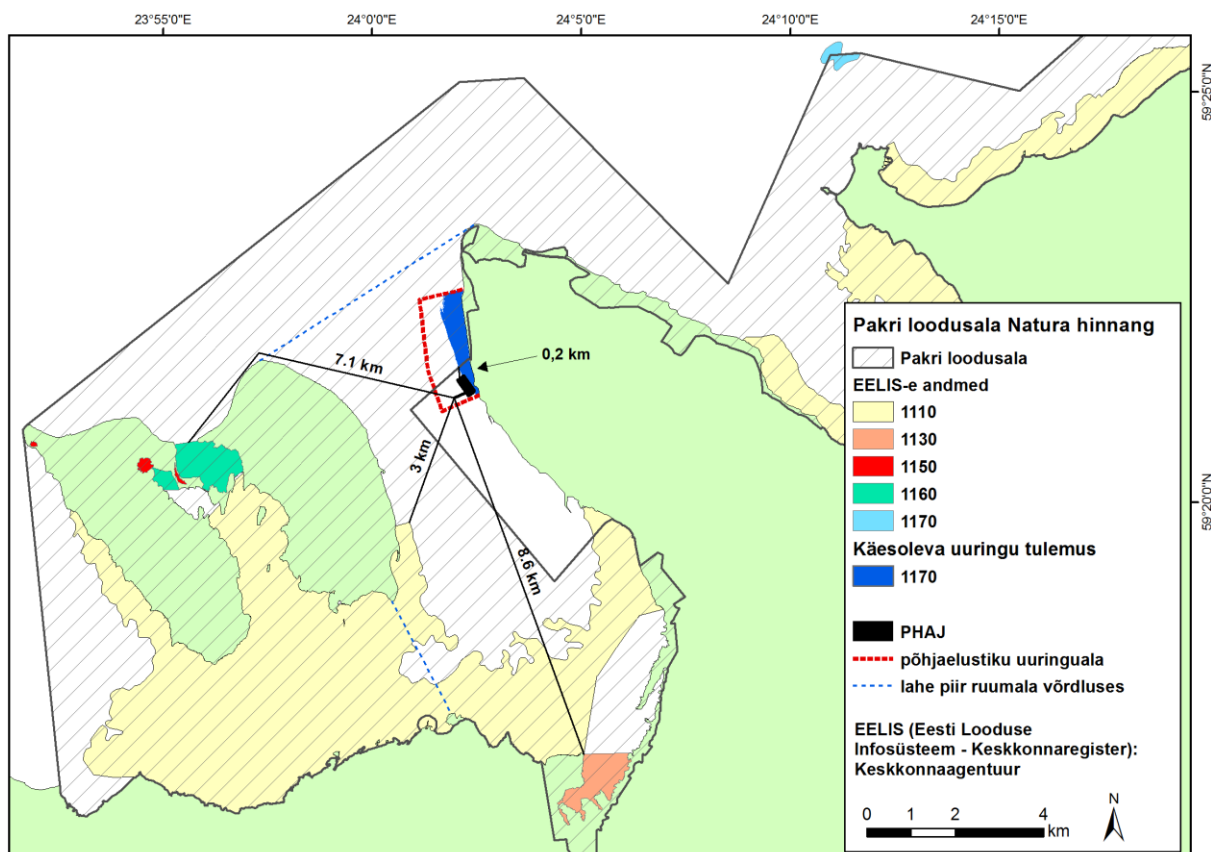 23°55'0"E
24°0'0"E
24°5'0"E
24°10'0"E
24°15'0"E
59°25'0"N
59°20'0"N
7.1 km
0,2 km
3 km
8.6 km
Pakri loodusala Natura hinnang
Pakri loodusala
EELIS-e andmed
1110
1130
1150
1160
1170
Käesoleva uuringu tulemus
1170
PHAJ
põhjaelustiku uuringuala
lahe piir ruumala võrdluses
EELIS (Eesti Looduse
Infosüsteem - Keskkonnaregister):
Keskkonnaagentuur
0 1 2 4
km
N